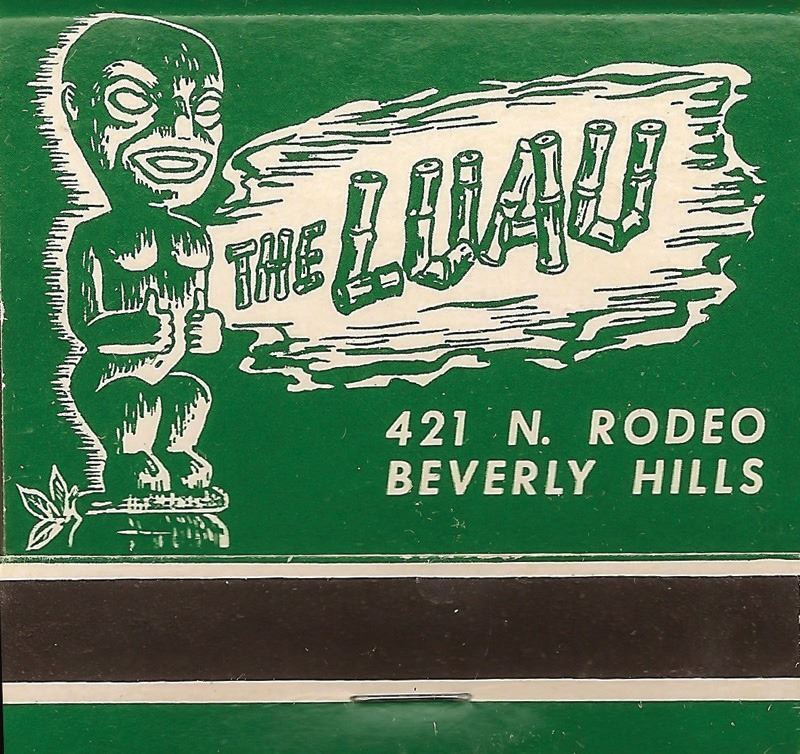 THE LUAU
421 N. RODEO
BEVERLY HILLS